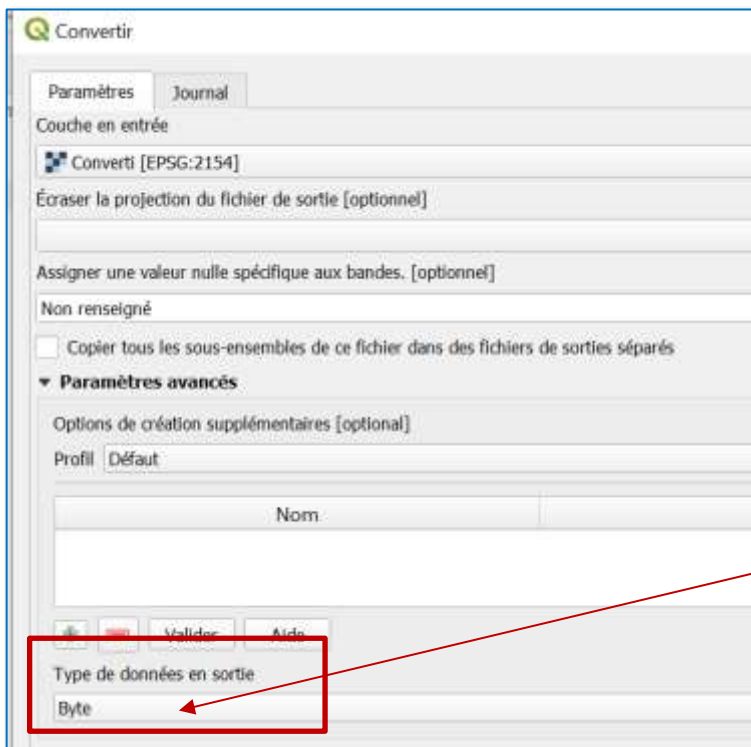 Convertir
Paramètres Journal
Couche en entrée
Converti [EPSG:2154]
Écraser la projection du fichier de sortie [optionnel]
Assigner une valeur nulle spécifique aux bandes. [optionnel]
Non renseigné
Copier tous les sous-ensembles de ce fichier dans des fichiers de sorties séparés
Paramètres avancés
Options de création supplémentaires [optional]
Profil Défaut
Nom
Valider Aide
Type de données en sortie
Byte